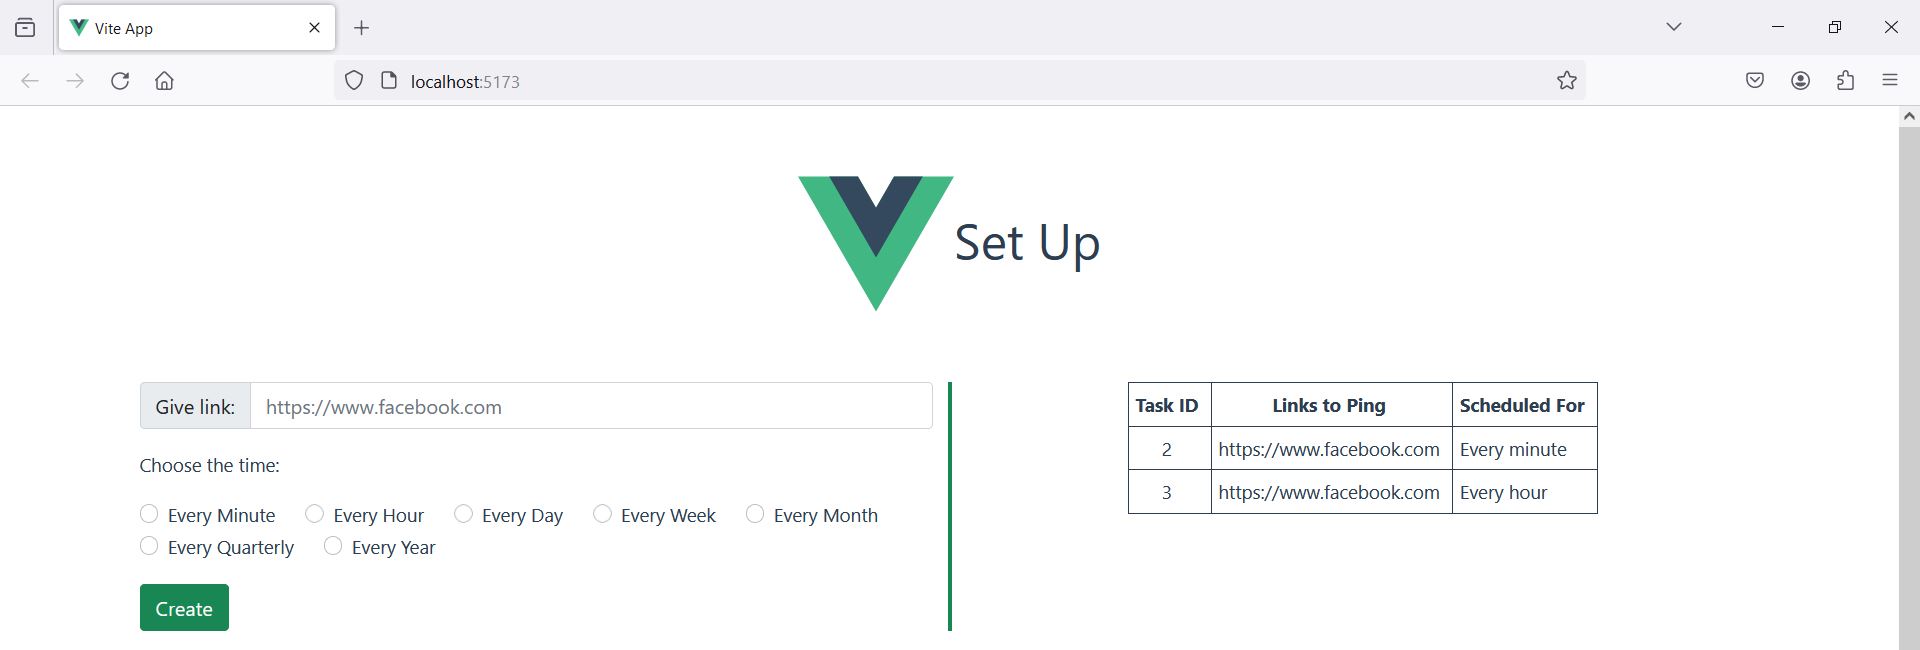 Vite App
localhost:5173
Set Up
Give link: https://www.facebook.com
Choose the time:
Every Minute Every Hour Every Day Every Week Every Month
Every Quarterly Every Year
Create
Task ID Links to Ping Scheduled For
2 https://www.facebook.com Every minute
3 https://www.facebook.com Every hour